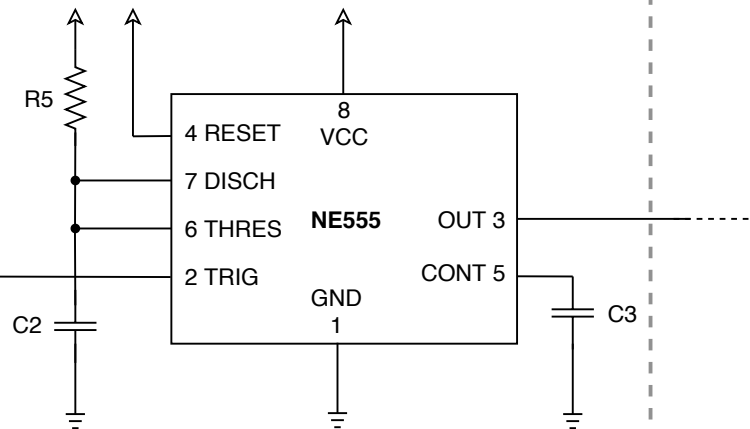 R5
8
VCC
4 RESET
7 DISCH
6 THRES
2 TRIG
NE555
OUT 3
CONT 5
GND
1
C2
C3